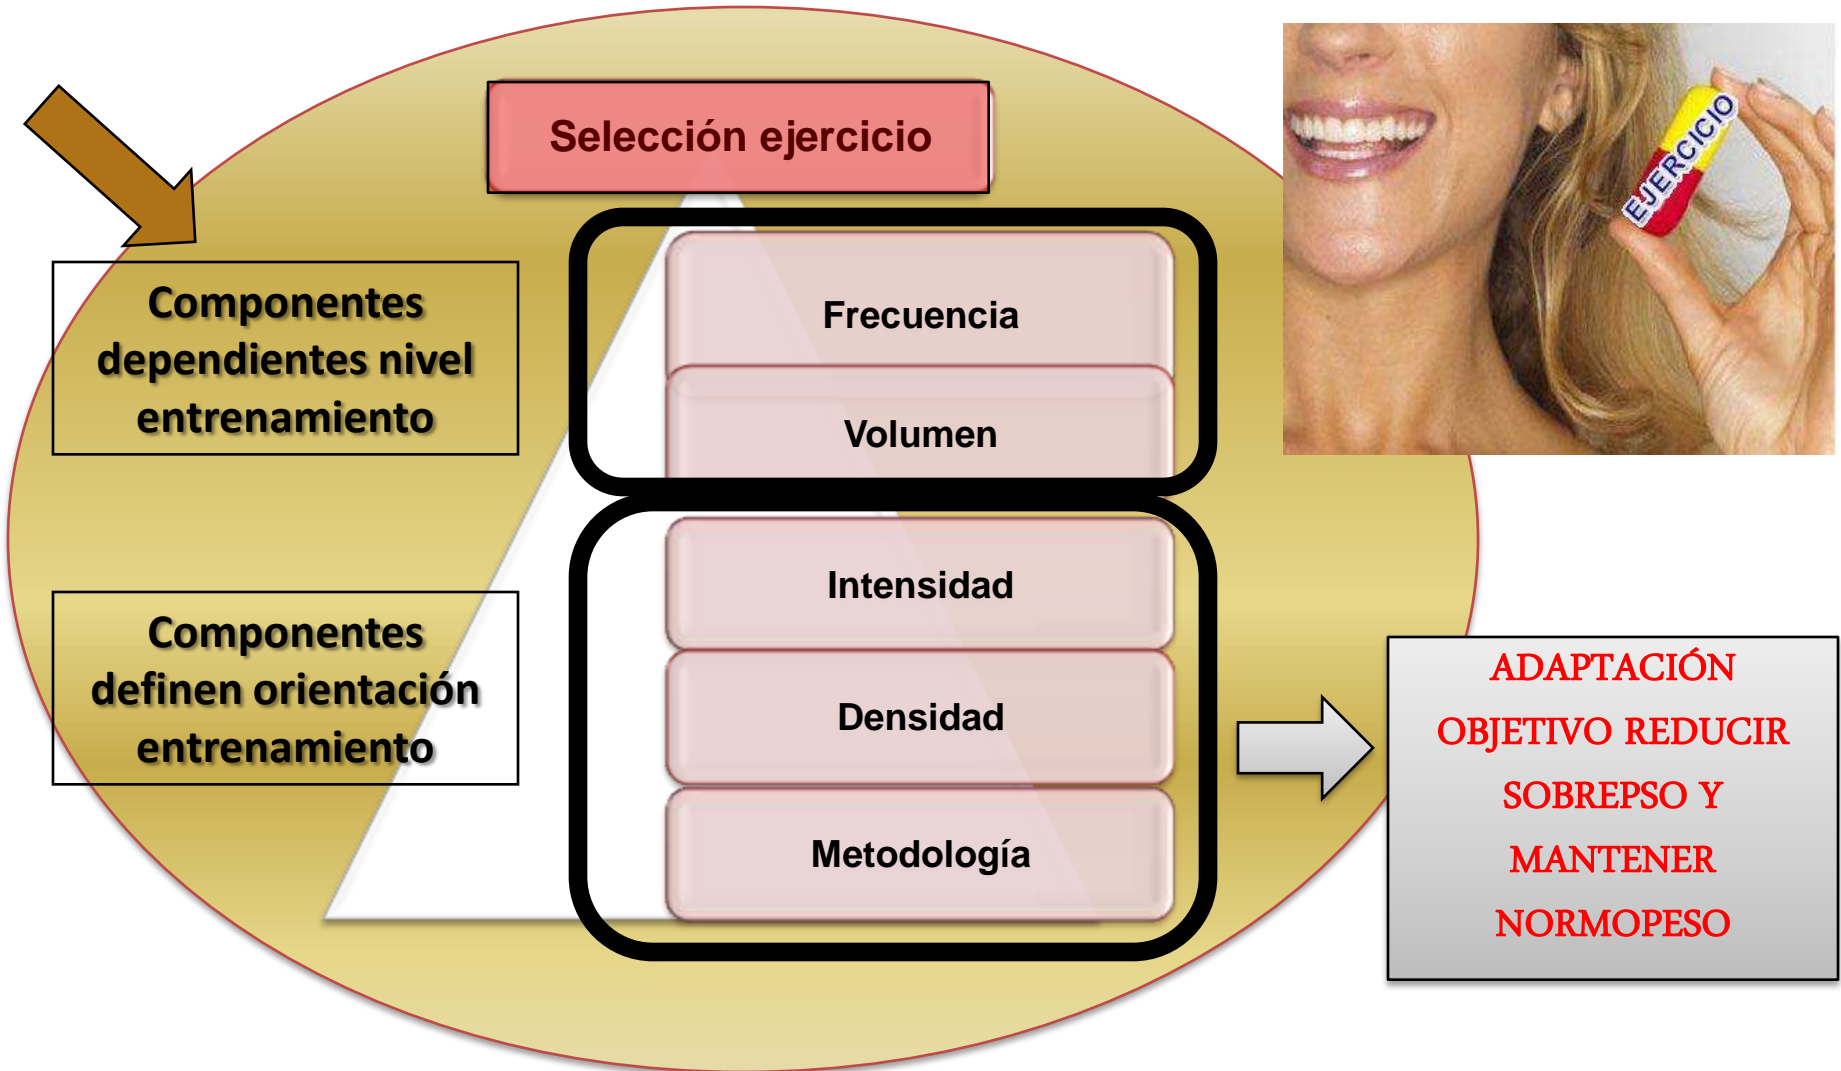 Selección ejercicio
EJERCICIO
Componentes
dependientes nivel
entrenamiento
Frecuencia
Volumen
Componentes
definen orientación
entrenamiento
Intensidad
Densidad
Metodología
ADAPTACIÓN
OBJETIVO REDUCIR
SOBREPSO Y
MANTENER
NORMOPESO